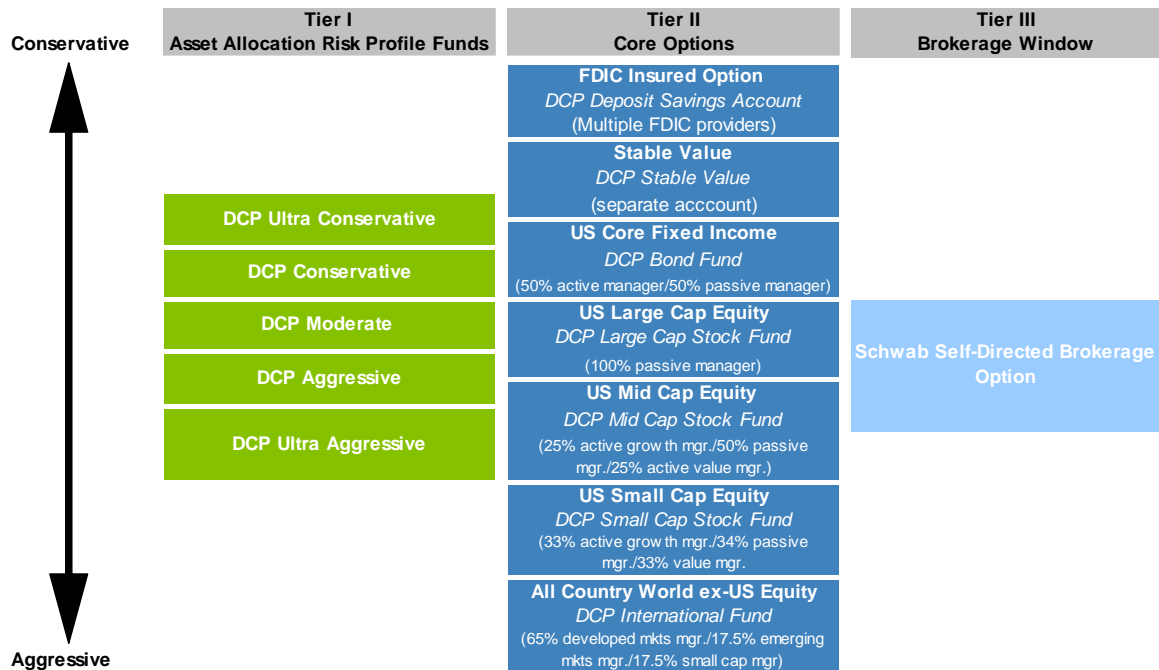 Conservative
Tier I
Asset Allocation Risk Profile Funds
Tier II
Core Options
Tier III
Brokerage Window
FDIC Insured Option
DCP Deposit Savings Account
(Multiple FDIC providers)
Stable Value
DCP Stable Value
(separate acccount)
US Core Fixed Income
DCP Bond Fund
(50% active manager/50% passive manager)
US Large Cap Equity
DCP Large Cap Stock Fund
(100% passive manager)
US Mid Cap Equity
DCP Mid Cap Stock Fund
(25% active growth mgr./50% passive
mgr./25% active value mgr.)
US Small Cap Equity
DCP Small Cap Stock Fund
(33% active growth mgr./34% passive
mgr./33% value mgr.
All Country World ex-US Equity
DCP International Fund
(65% developed mkts mgr./17.5% emerging
mkts mgr./17.5% small cap mgr)
DCP Ultra Conservative
DCP Conservative
DCP Moderate
DCP Aggressive
DCP Ultra Aggressive
Schwab Self-Directed Brokerage
Option
Aggressive